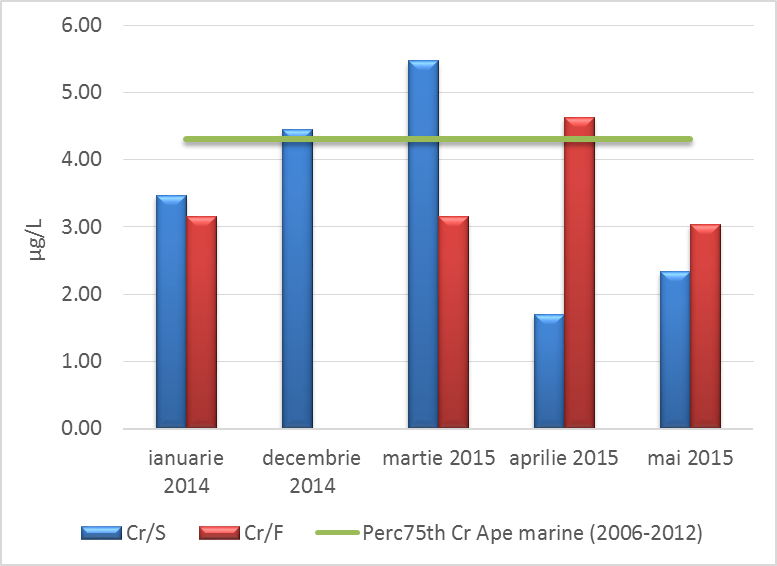 6.00
5.00
4.00
3.00
2.00
1.00
0.00
µg/L
ianuarie 2014
decembrie 2014
martie 2015
aprilie 2015
mai 2015
Cr/S
Cr/F
Perc75th Cr Ape marine (2006-2012)